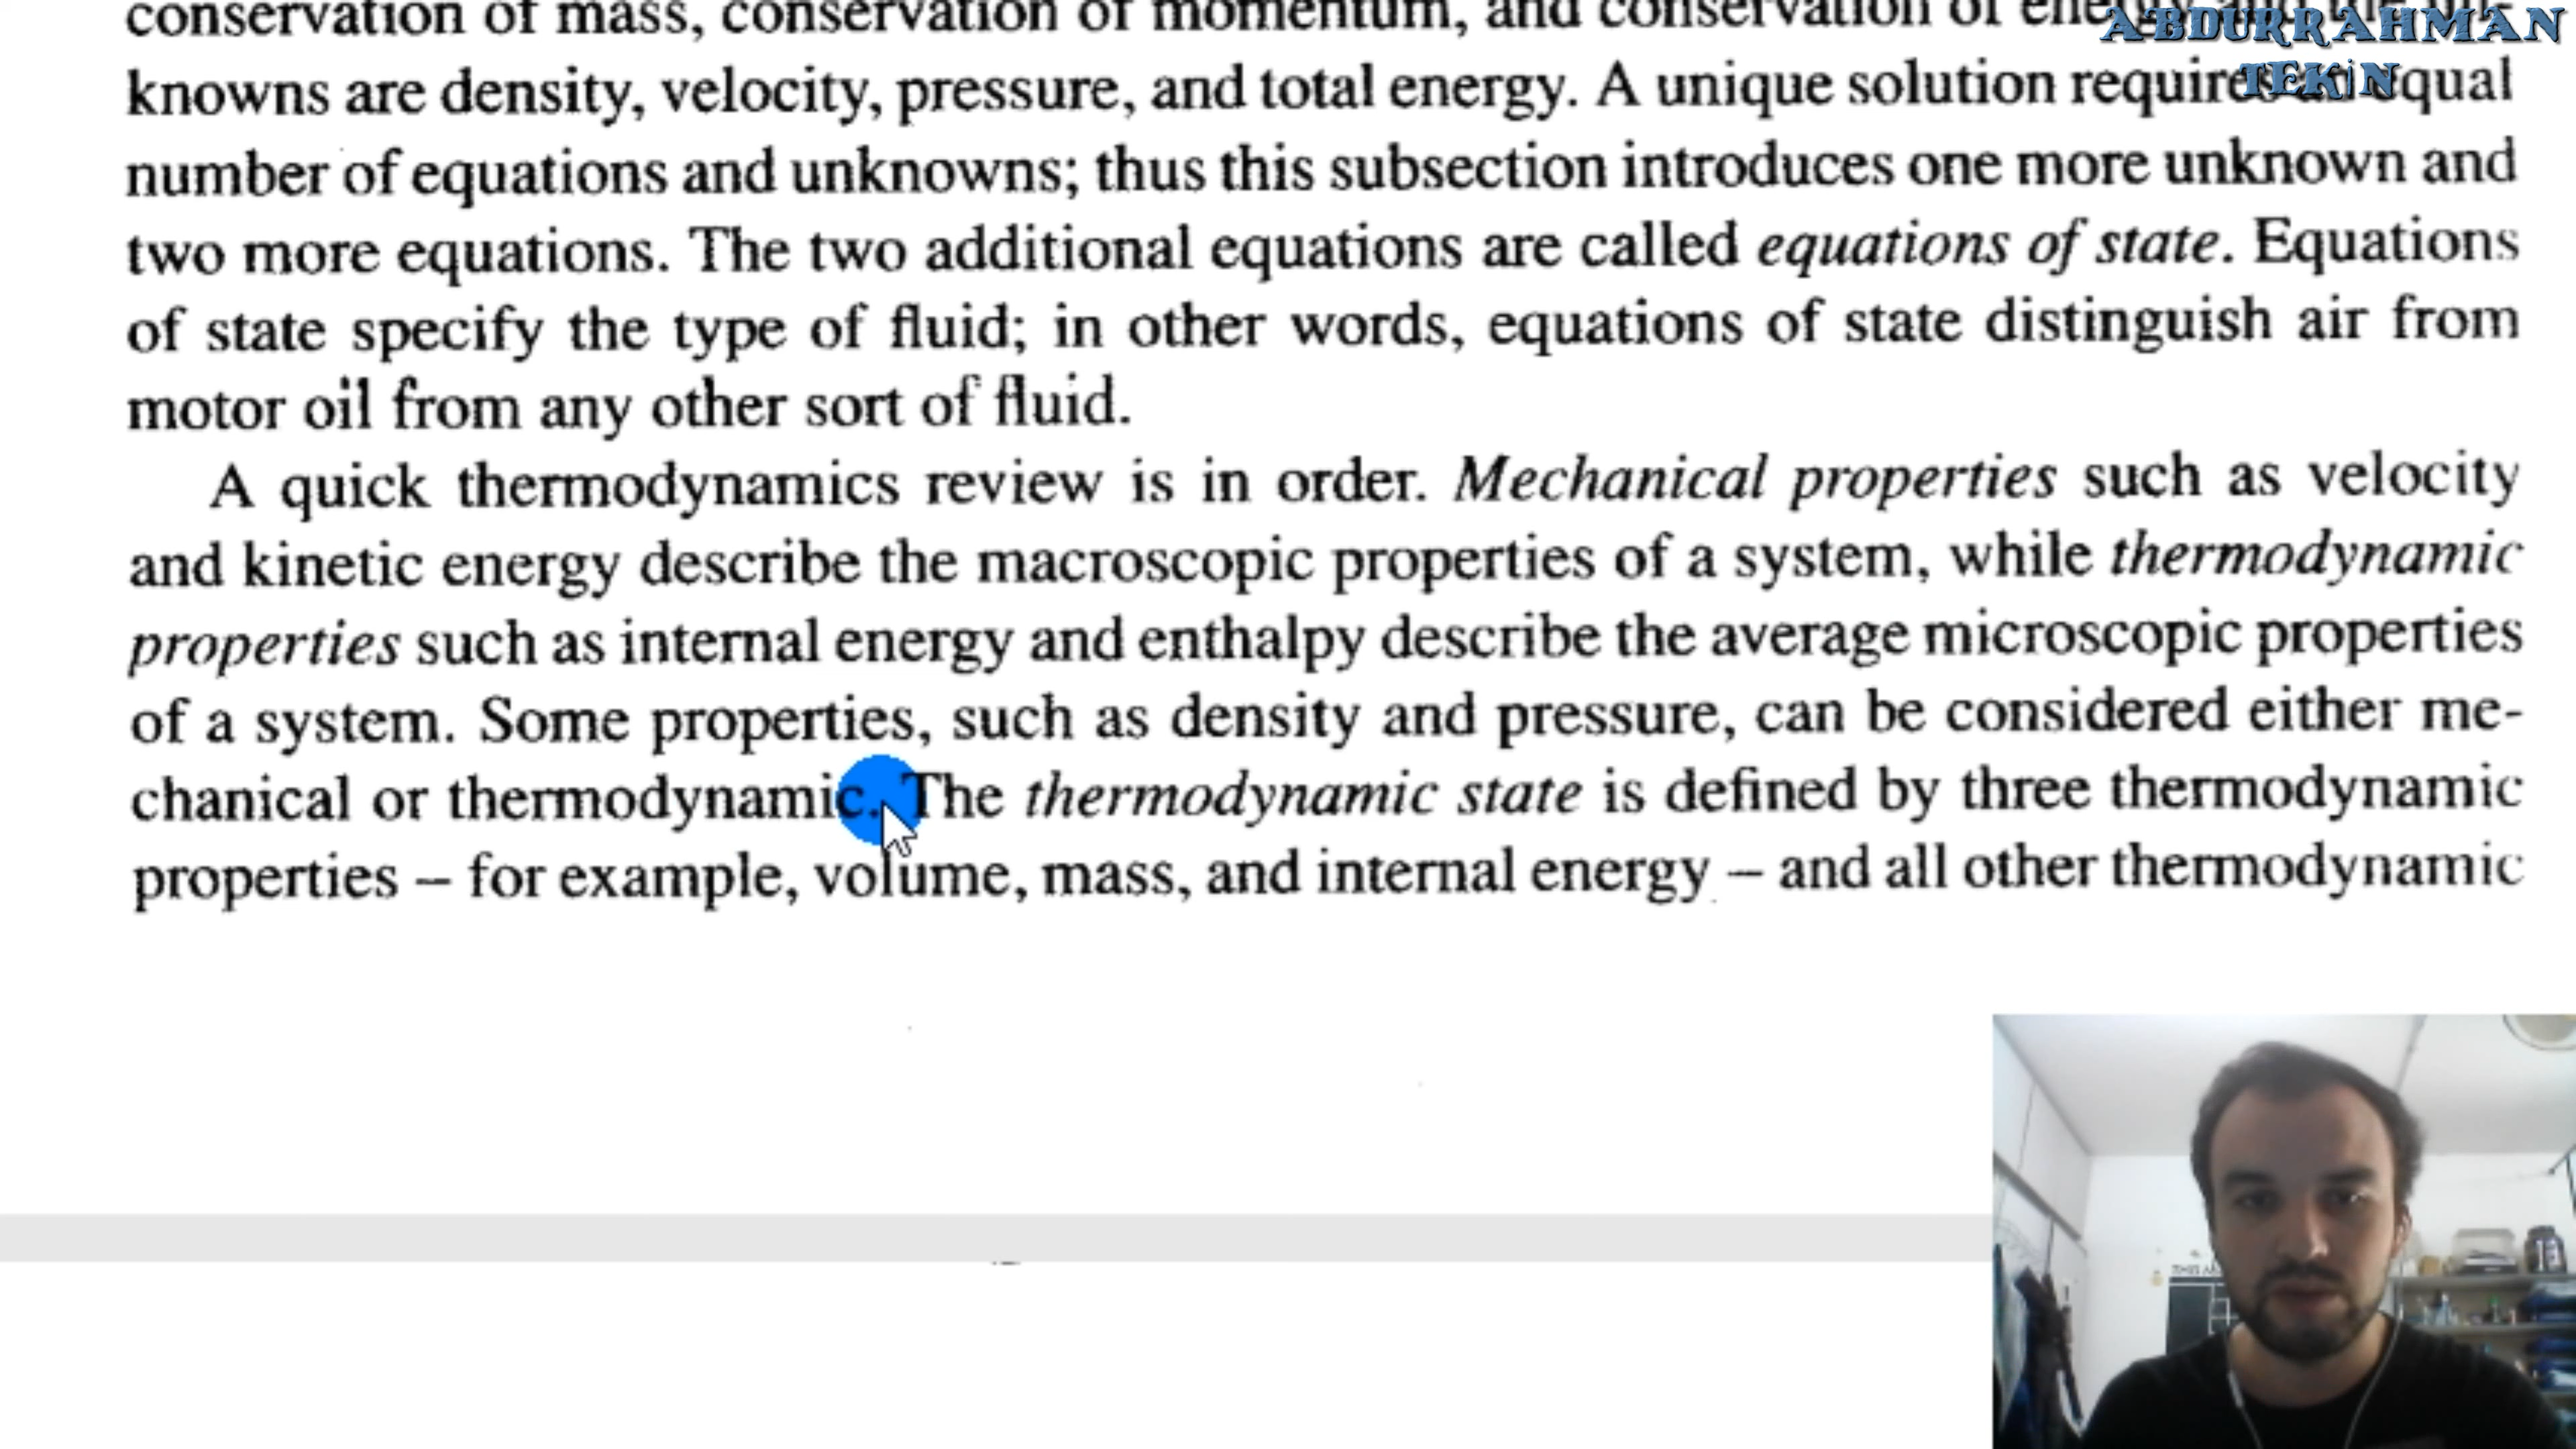 conservation of mass, conservation of momentum, and conservation of
ABDURRAHMAN
TEKİN
knowns are density, velocity, pressure, and total energy. A unique solution requires an equal
number of equations and unknowns; thus this subsection introduces one more unknown and
two more equations. The two additional equations are called equations of state. Equations
of state specify the type of fluid; in other words, equations of state distinguish air from
motor oil from any other sort of fluid.
A quick thermodynamics review is in order. Mechanical properties such as velocity
and kinetic energy describe the macroscopic properties of a system, while thermodynamic
properties such as internal energy and enthalpy describe the average microscopic properties
of a system. Some properties, such as density and pressure, can be considered either me-
chanical or thermodynamic. The thermodynamic state is defined by three thermodynamic
properties – for example, volume, mass, and internal energy – and all other thermodynamic